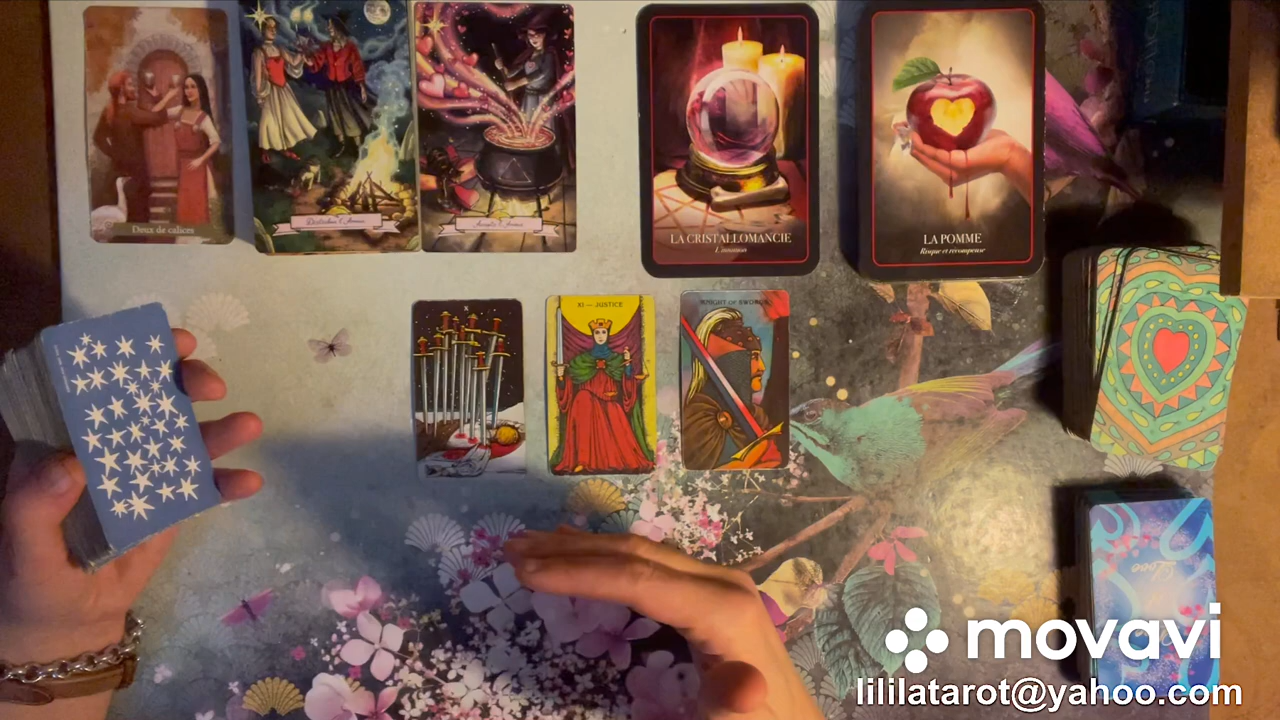 Deux de calices
LA CRISTALLOMANCIE
L'intuition
LA POMME
Risque et récompense
X
XI — JUSTICE
KNIGHT OF SWORDS
Love
movavi
lililatarot@yahoo.com